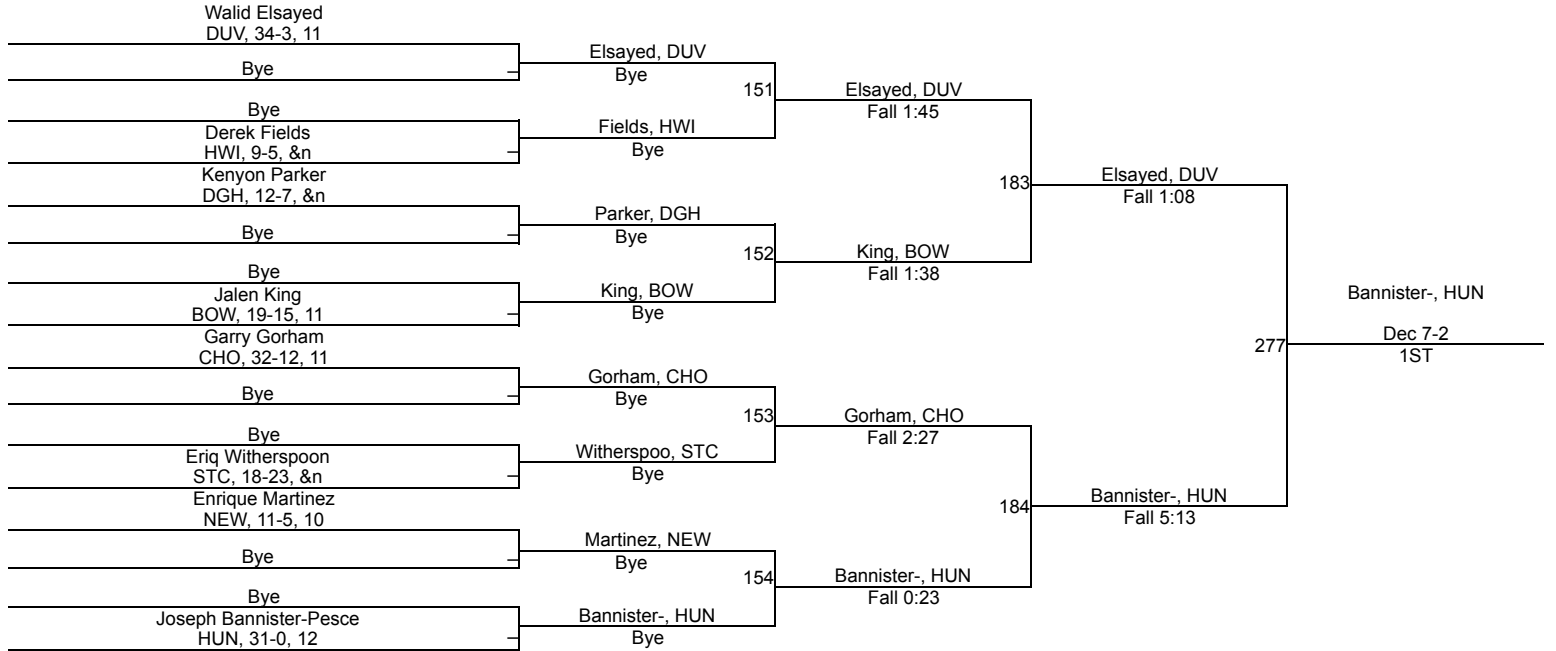 Walid Elsayed
DUV, 34-3, 11
Bye
Bye
Derek Fields
HWI, 9-5, &n
Kenyon Parker
DGH, 12-7, &n
Bye
Bye
Jalen King
BOW, 19-15, 11
Garry Gorham
CHO, 32-12, 11
Bye
Bye
Eriq Witherspoon
STC, 18-23, &n
Enrique Martinez
NEW, 11-5, 10
Bye
Bye
Joseph Bannister-Pesce
HUN, 31-0, 12
Elsayed, DUV
Bye
Fields, HWI
Bye
Parker, DGH
Bye
King, BOW
Bye
Gorham, CHO
Bye
Witherspoo, STC
Bye
Martinez, NEW
Bye
Bannister-, HUN
Bye
151
152
153
154
Elsayed, DUV
Fall 1:45
King, BOW
Fall 1:38
Gorham, CHO
Fall 2:27
Bannister-, HUN
Fall 0:23
183
184
Elsayed, DUV
Fall 1:08
Bannister-, HUN
Fall 5:13
277
Bannister-, HUN
Dec 7-2
1ST